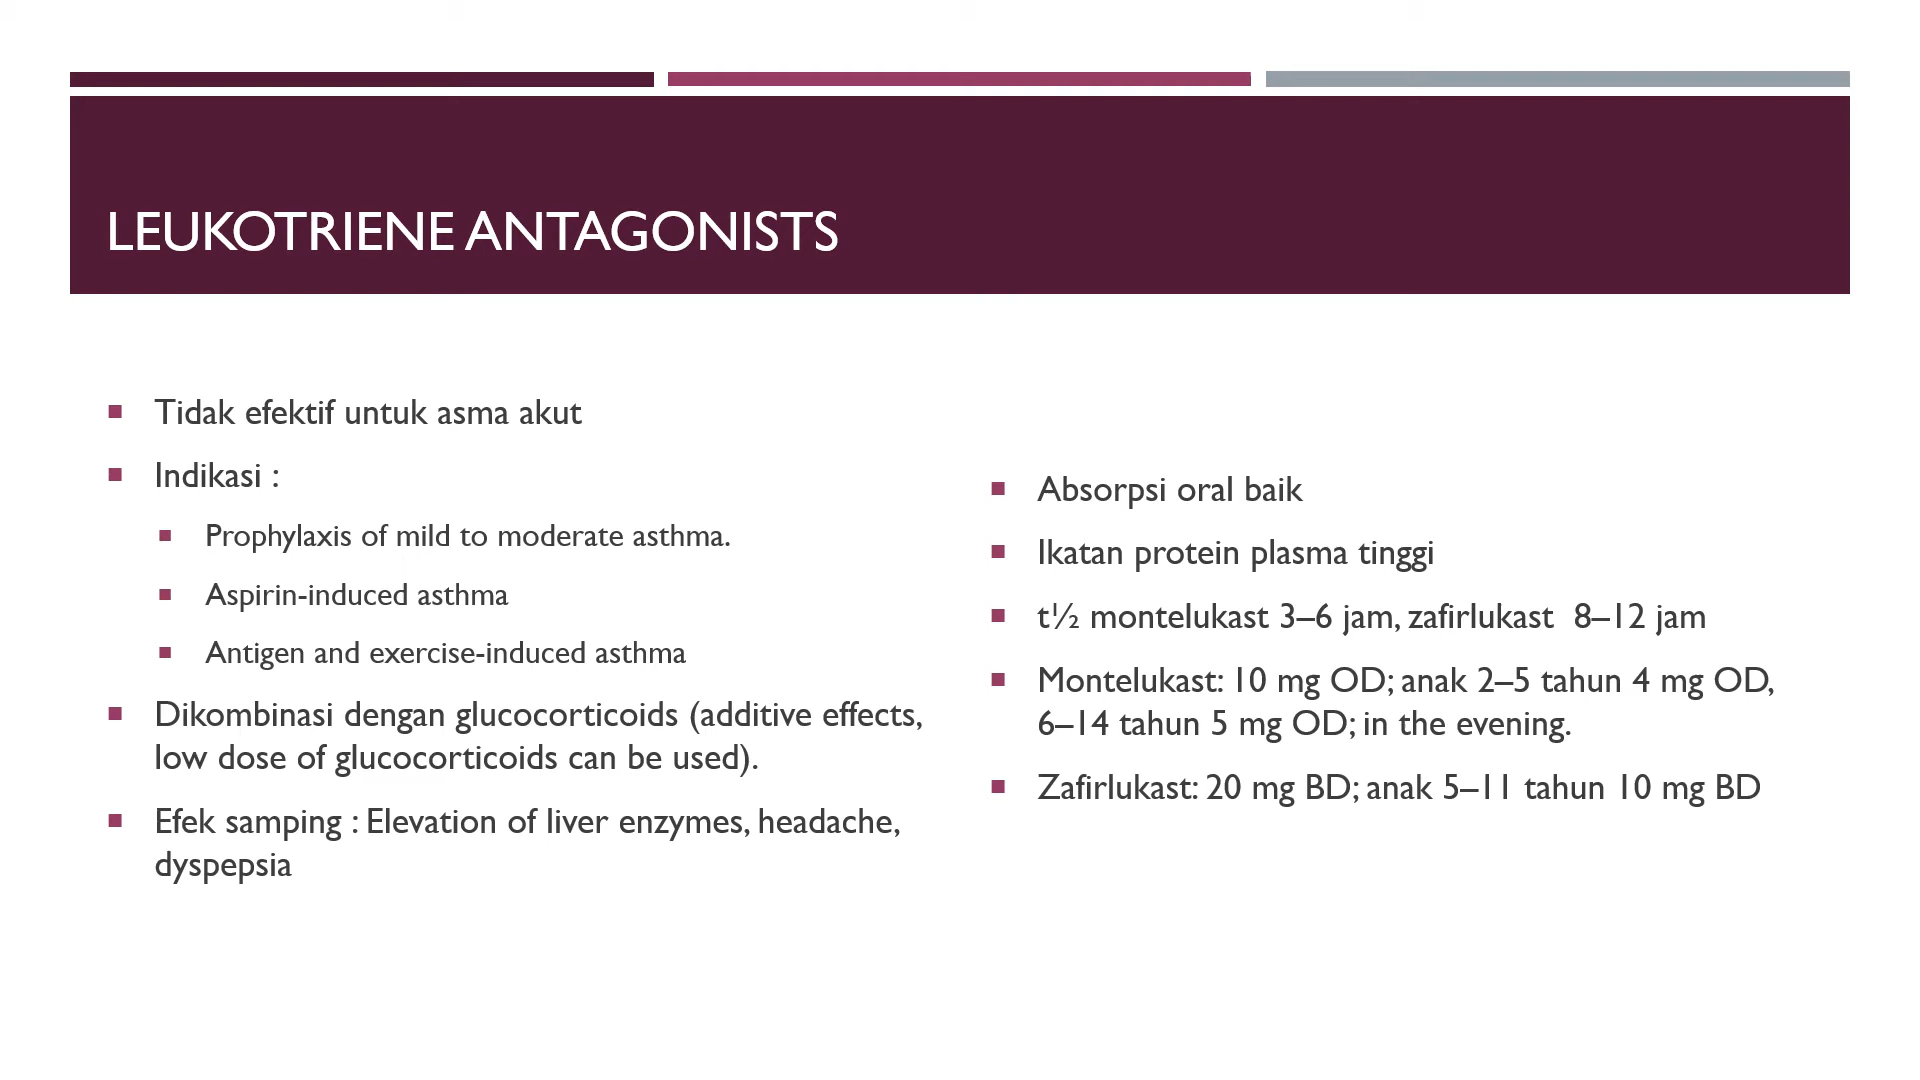 LEUKOTRIENE ANTAGONISTS
Tidak efektif untuk asma akut
Indikasi :
Prophylaxis of mild to moderate asthma.
Aspirin-induced asthma
Antigen and exercise-induced asthma
Dikombinasi dengan glucocorticoids (additive effects,
low dose of glucocorticoids can be used).
Efek samping : Elevation of liver enzymes, headache,
dyspepsia
Absorpsi oral baik
Ikatan protein plasma tinggi
t½ montelukast 3–6 jam, zafirlukast 8–12 jam
Montelukast: 10 mg OD; anak 2–5 tahun 4 mg OD,
6–14 tahun 5 mg OD; in the evening.
Zafirlukast: 20 mg BD; anak 5–11 tahun 10 mg BD